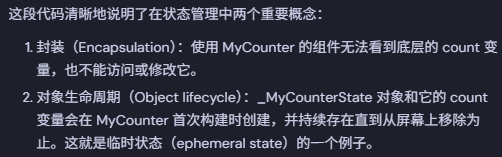 这段代码清晰地说明了在状态管理中两个重要概念：
1. 封装（Encapsulation）：使用 MyCounter 的组件无法看到底层的 count 变
量，也不能访问或修改它。
2. 对象生命周期（Object lifecycle）：_MyCounterState 对象和它的 count
变量会在 MyCounter 首次构建时创建，并持续存在直到从屏幕上移除为
止。这就是临时状态（ephemeral state）的一个例子。